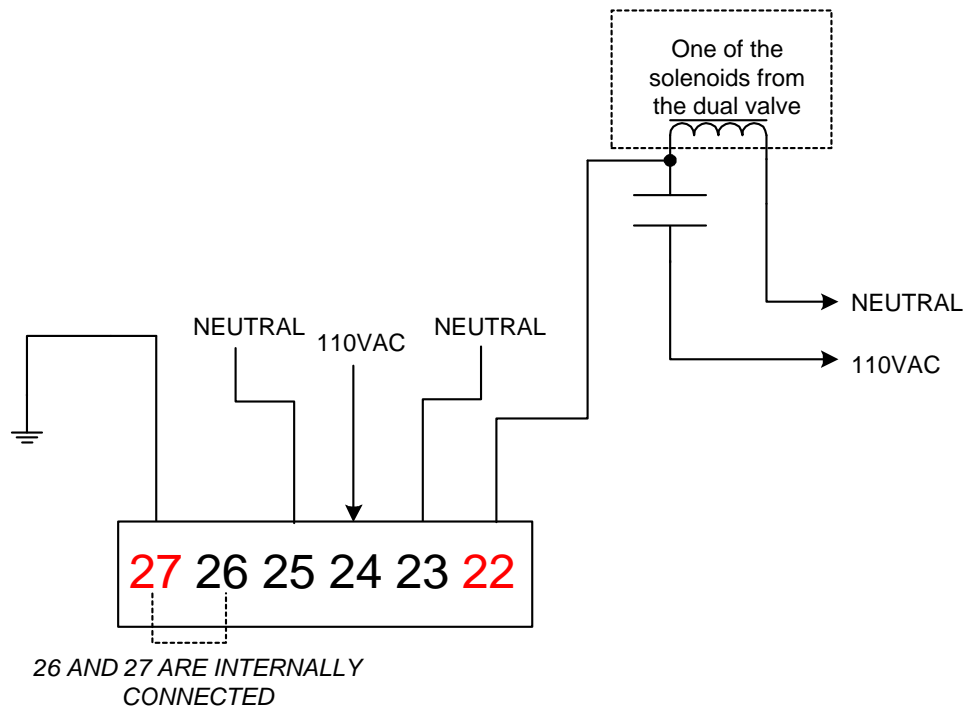 One of the
solenoids from
the dual valve
NEUTRAL
110VAC
NEUTRAL
NEUTRAL
110VAC
27 26 25 24 23 22
26 AND 27 ARE INTERNALLY
CONNECTED